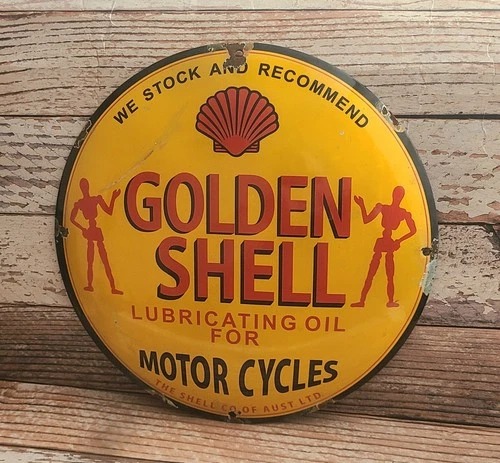 WE STOCK AND RECOMMEND
GOLDEN
SHELL
LUBRICATING OIL
FOR
MOTOR CYCLES
THE SHELL CO OF AUST LTD